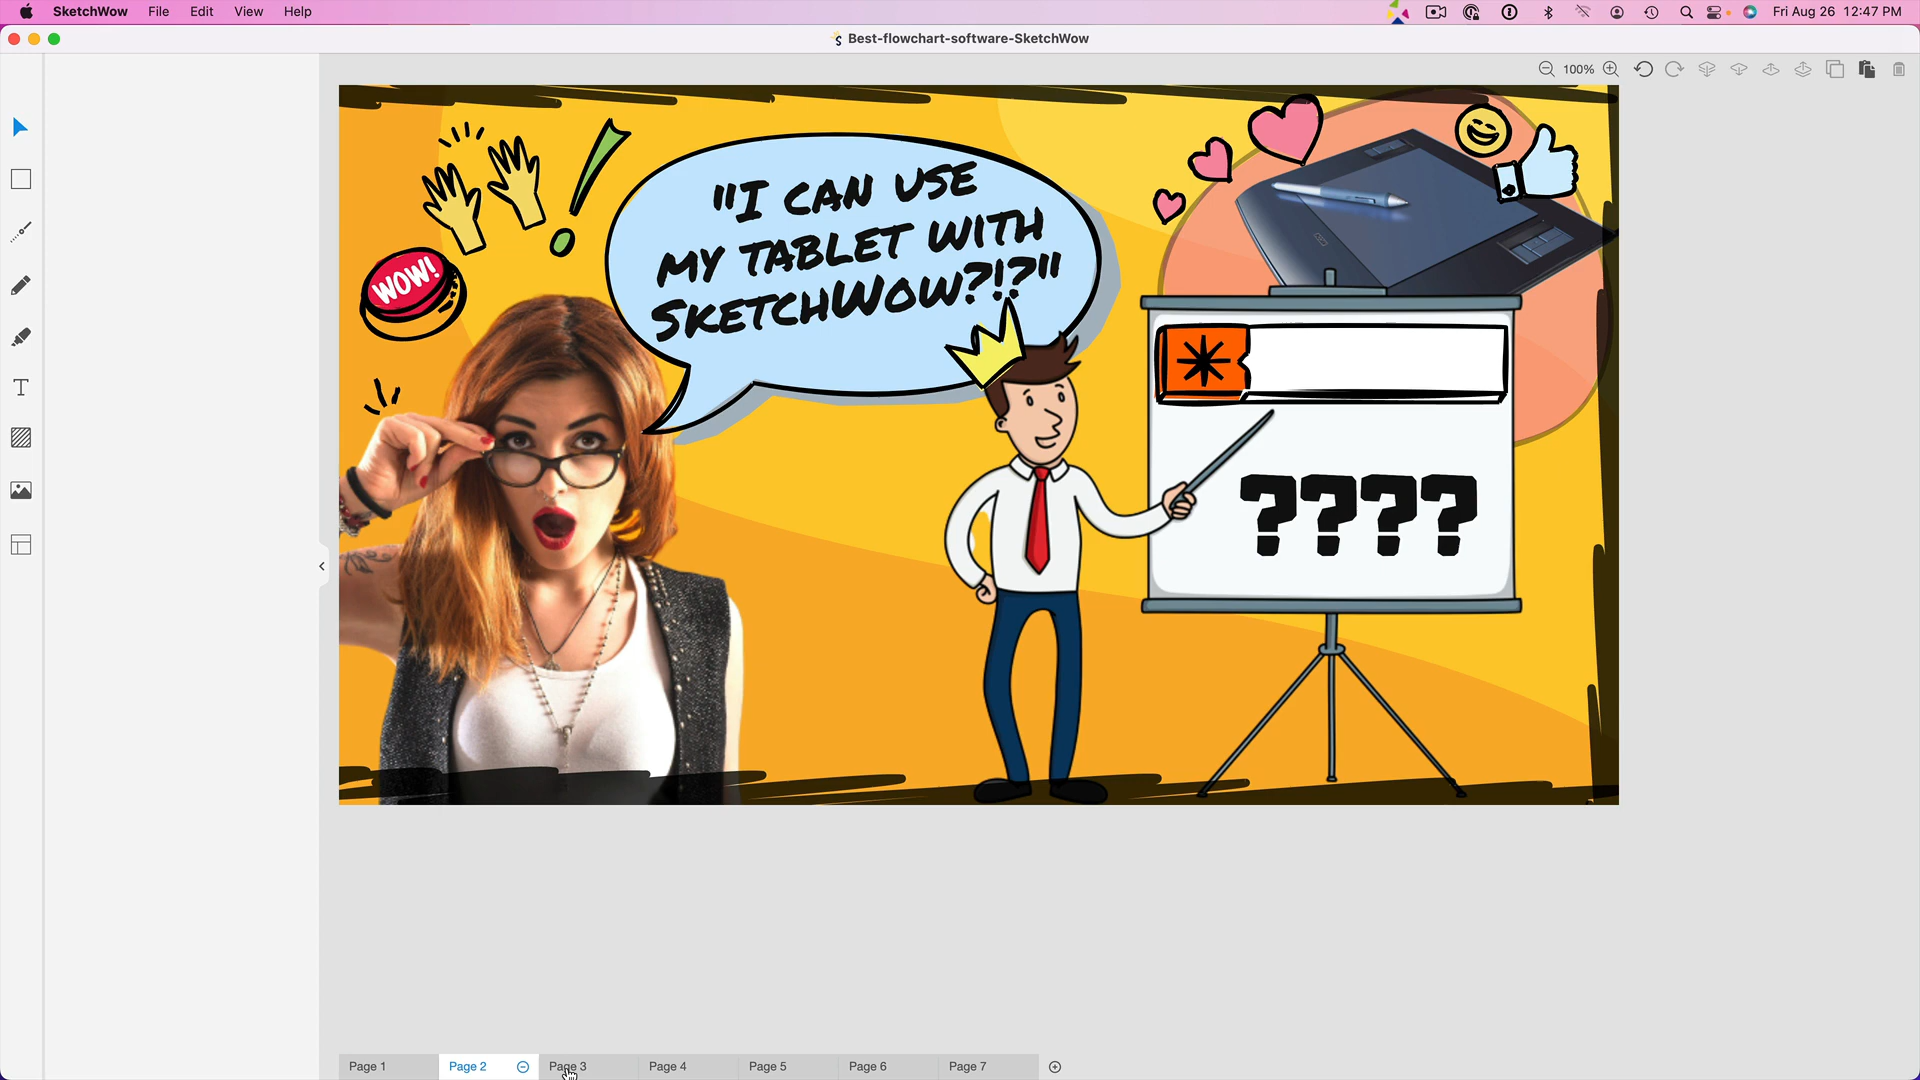 SketchWow File Edit View Help
Fri Aug 26 12:47 PM
Best-flowchart-software-SketchWow
100%
"I CAN USE
MY TABLET WITH
SKETCHWOW?!?"
WOW!
????
T
Page 1 Page 2 Page 3 Page 4 Page 5 Page 6 Page 7